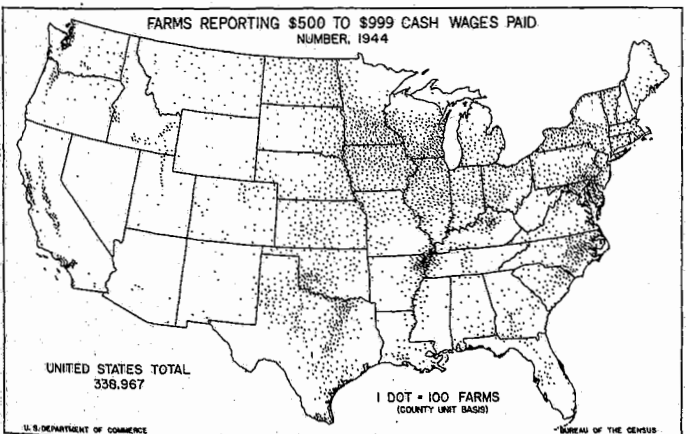 FARMS REPORTING $500 TO $999 CASH WAGES PAID
NUMBER, 1944
UNITED STATES TOTAL
338,967
1 DOT = 100 FARMS
(COUNTY UNIT BASIS)
U. S. DEPARTMENT OF COMMERCE
BUREAU OF THE CENSUS